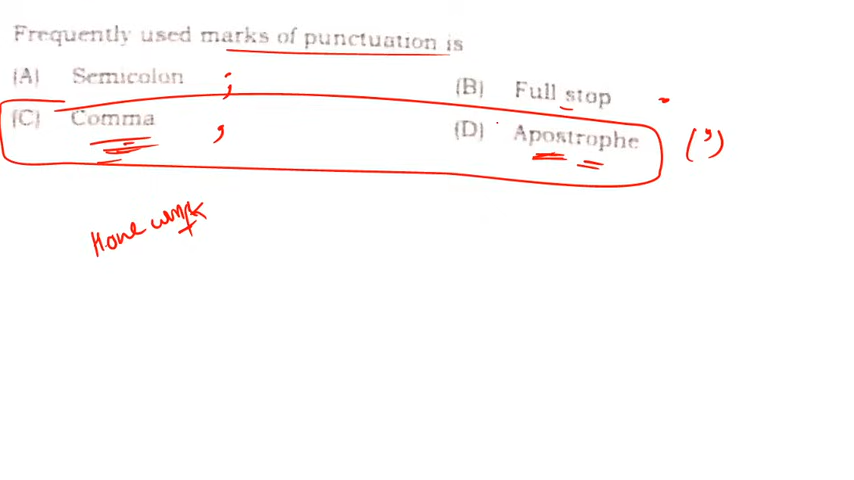 Frequently used marks of punctuation is
(A) Semicolon ;
(B) Full stop .
(C) Comma ,
(D) Apostrophe (')
Home work